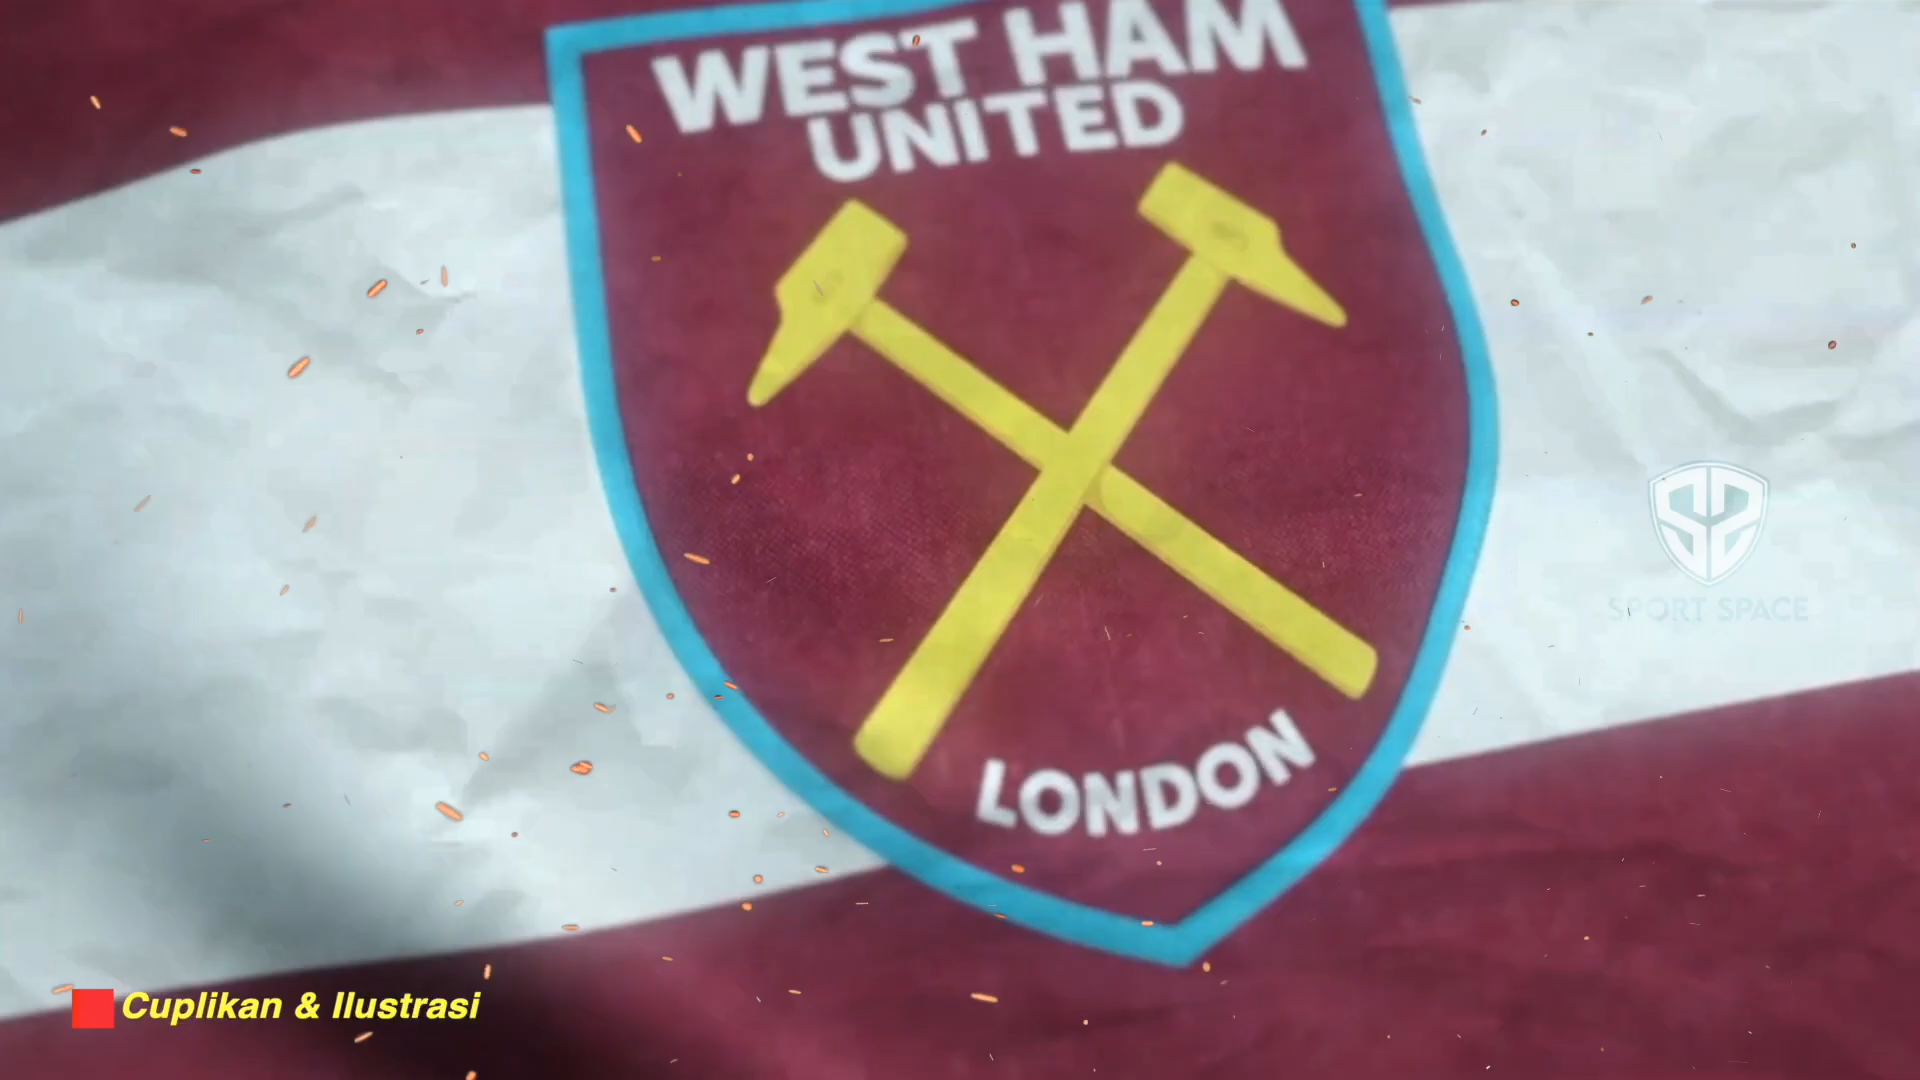 WEST HAM
UNITED
LONDON
SPORT SPACE
Cuplikan & Ilustrasi